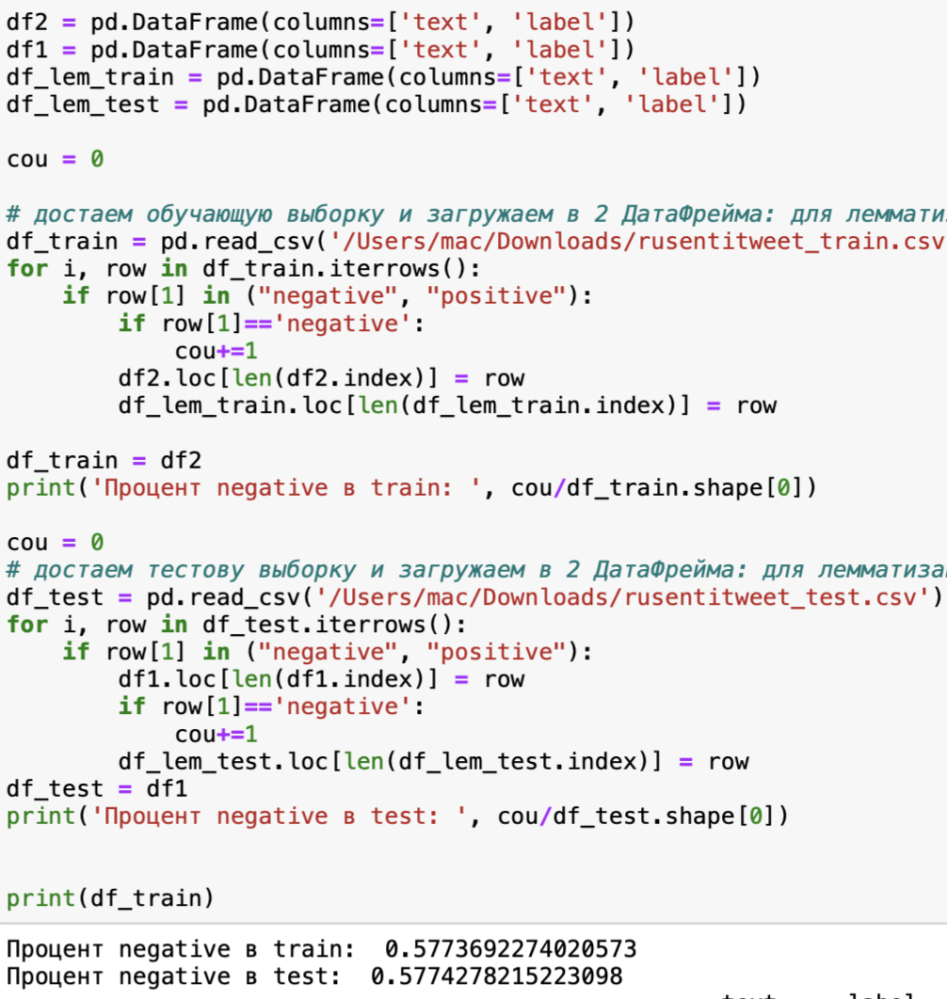 df2 = pd.DataFrame(columns=['text', 'label'])
df1 = pd.DataFrame(columns=['text', 'label'])
df_lem_train = pd.DataFrame(columns=['text', 'label'])
df_lem_test = pd.DataFrame(columns=['text', 'label'])
cou = 0
# достаем обучающую выборку и загружаем в 2 ДатаФрейма: для леммати
df_train = pd.read_csv('/Users/mac/Downloads/rusentitweet_train.csv
for i, row in df_train.iterrows():
    if row[1] in ("negative", "positive"):
        if row[1]=='negative':
            cou+=1
        df2.loc[len(df2.index)] = row
        df_lem_train.loc[len(df_lem_train.index)] = row
df_train = df2
print('Процент negative в train: ', cou/df_train.shape[0])
cou = 0
# достаем тестову выборку и загружаем в 2 ДатаФрейма: для лемматиза
df_test = pd.read_csv('/Users/mac/Downloads/rusentitweet_test.csv')
for i, row in df_test.iterrows():
    if row[1] in ("negative", "positive"):
        df1.loc[len(df1.index)] = row
        if row[1]=='negative':
            cou+=1
        df_lem_test.loc[len(df_lem_test.index)] = row
df_test = df1
print('Процент negative в test: ', cou/df_test.shape[0])
print(df_train)
Процент negative в train:  0.5773692274020573
Процент negative в test:  0.5774278215223098
text label